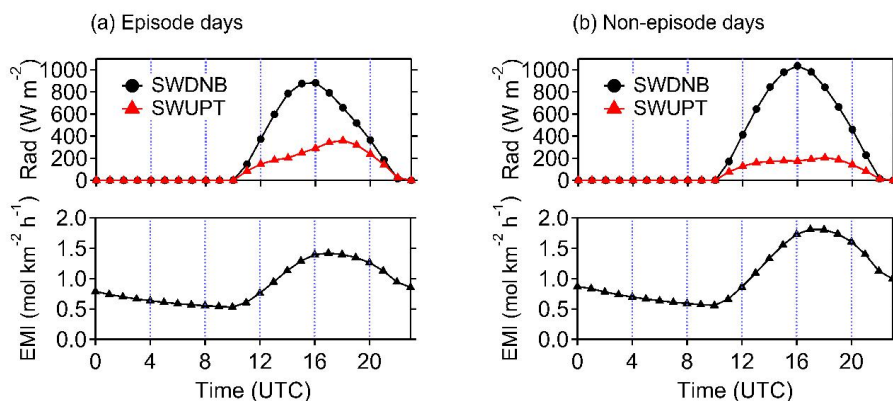 (a) Episode days
1000
800
600
400
200
0
Rad (W m⁻²)
SWDNB
SWUPT
2.0
1.5
1.0
0.5
0.0
EMI (mol km⁻² h⁻¹)
0 4 8 12 16 20
Time (UTC)
(b) Non-episode days
1000
800
600
400
200
0
Rad (W m⁻²)
SWDNB
SWUPT
2.0
1.5
1.0
0.5
0.0
EMI (mol km⁻² h⁻¹)
0 4 8 12 16 20
Time (UTC)